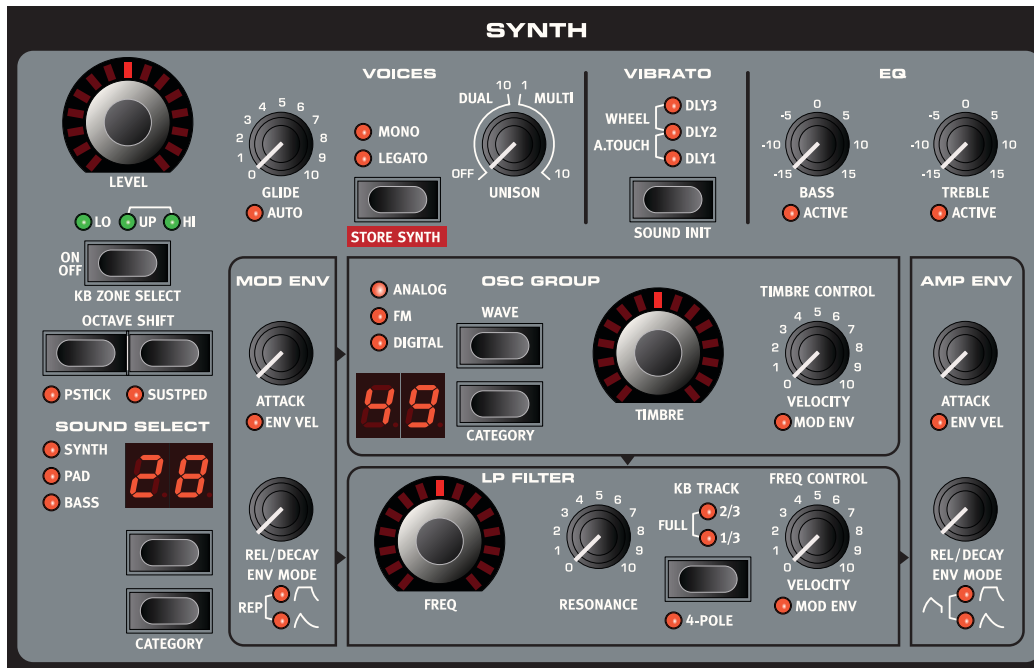 SYNTH
LEVEL
LO UP HI
ON
OFF
KB ZONE SELECT
OCTAVE SHIFT
PSTICK SUSTPED
SOUND SELECT
SYNTH
PAD
BASS
28
CATEGORY
VOICES
0 1 2 3 4 5 6 7 8 9 10
GLIDE
AUTO
MONO
LEGATO
STORE SYNTH
DUAL 10 1 MULTI
OFF 10
UNISON
VIBRATO
WHEEL
A.TOUCH
DLY3
DLY2
DLY1
SOUND INIT
EQ
-15 -10 -5 0 5 10 15
BASS
ACTIVE
-15 -10 -5 0 5 10 15
TREBLE
ACTIVE
MOD ENV
ATTACK
ENV VEL
REL/DECAY
ENV MODE
REP
OSC GROUP
ANALOG
FM
DIGITAL
49
WAVE
CATEGORY
TIMBRE
TIMBRE CONTROL
0 1 2 3 4 5 6 7 8 9 10
VELOCITY
MOD ENV
LP FILTER
FREQ
0 1 2 3 4 5 6 7 8 9 10
RESONANCE
KB TRACK
FULL
2/3
1/3
4-POLE
FREQ CONTROL
0 1 2 3 4 5 6 7 8 9 10
VELOCITY
MOD ENV
AMP ENV
ATTACK
ENV VEL
REL/DECAY
ENV MODE